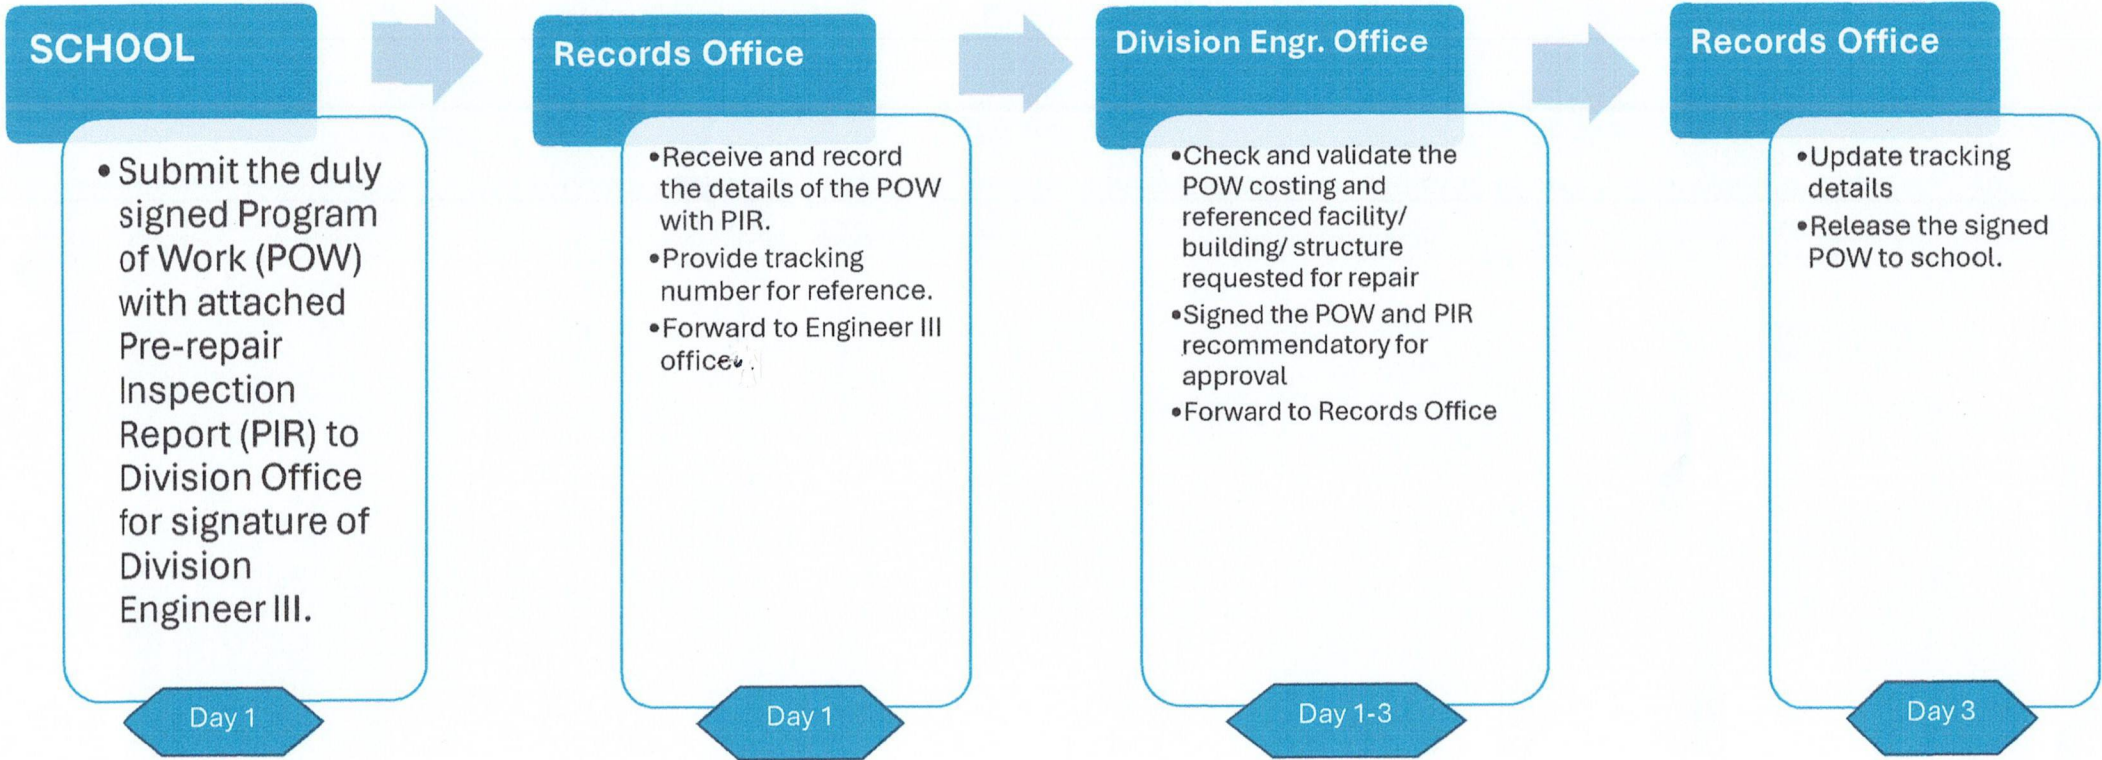 SCHOOL
• Submit the duly
signed Program
of Work (POW)
with attached
Pre-repair
Inspection
Report (PIR) to
Division Office
for signature of
Division
Engineer III.
Day 1
Records Office
•Receive and record
the details of the POW
with PIR.
•Provide tracking
number for reference.
•Forward to Engineer III
office.
Day 1
Division Engr. Office
•Check and validate the
POW costing and
referenced facility/
building/ structure
requested for repair
•Signed the POW and PIR
recommendatory for
approval
•Forward to Records Office
Day 1-3
Records Office
•Update tracking
details
•Release the signed
POW to school.
Day 3